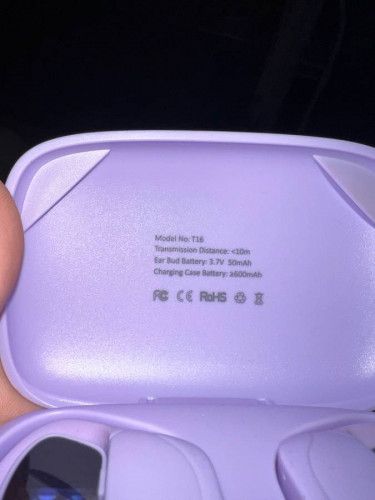 Model No: T16
Transmission Distance: <10m
Ear Bud Battery: 3.7V 50mAh
Charging Case Battery: ≥600mAh
FC CE RoHS